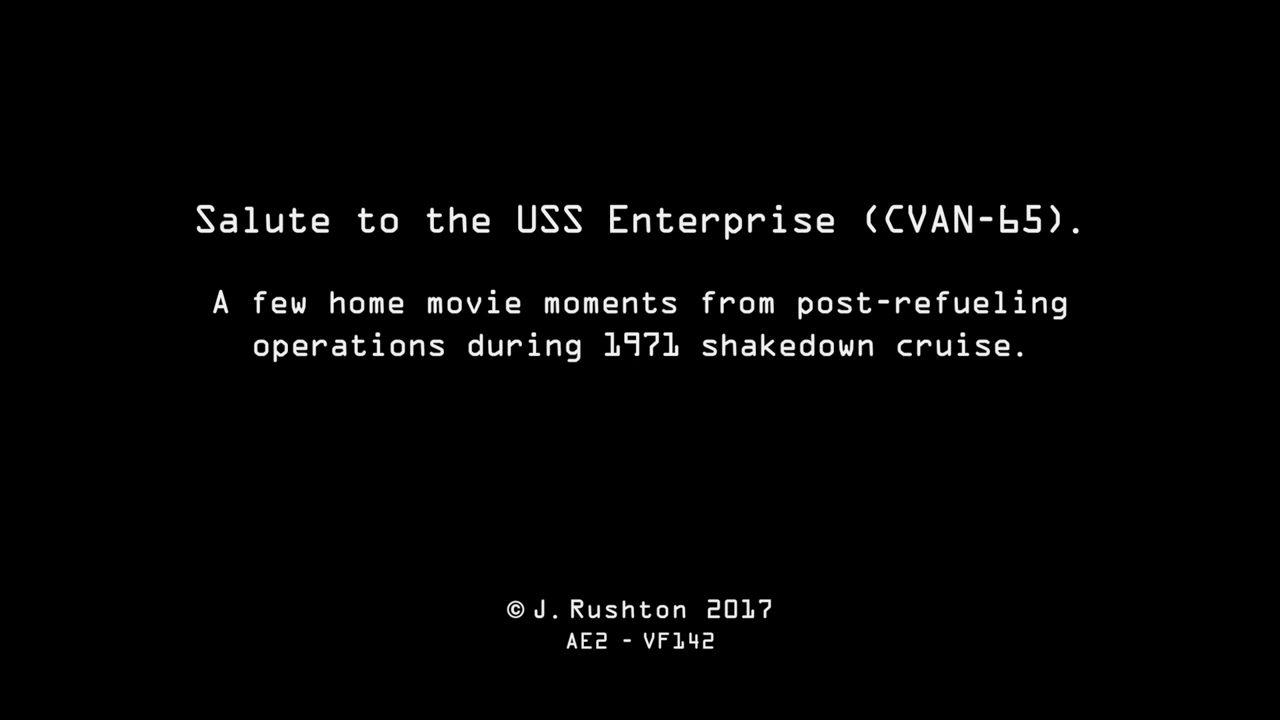 Salute to the USS Enterprise (CVAN-65).
A few home movie moments from post-refueling
operations during 1971 shakedown cruise.
© J. Rushton 2017
AE2 - VF142